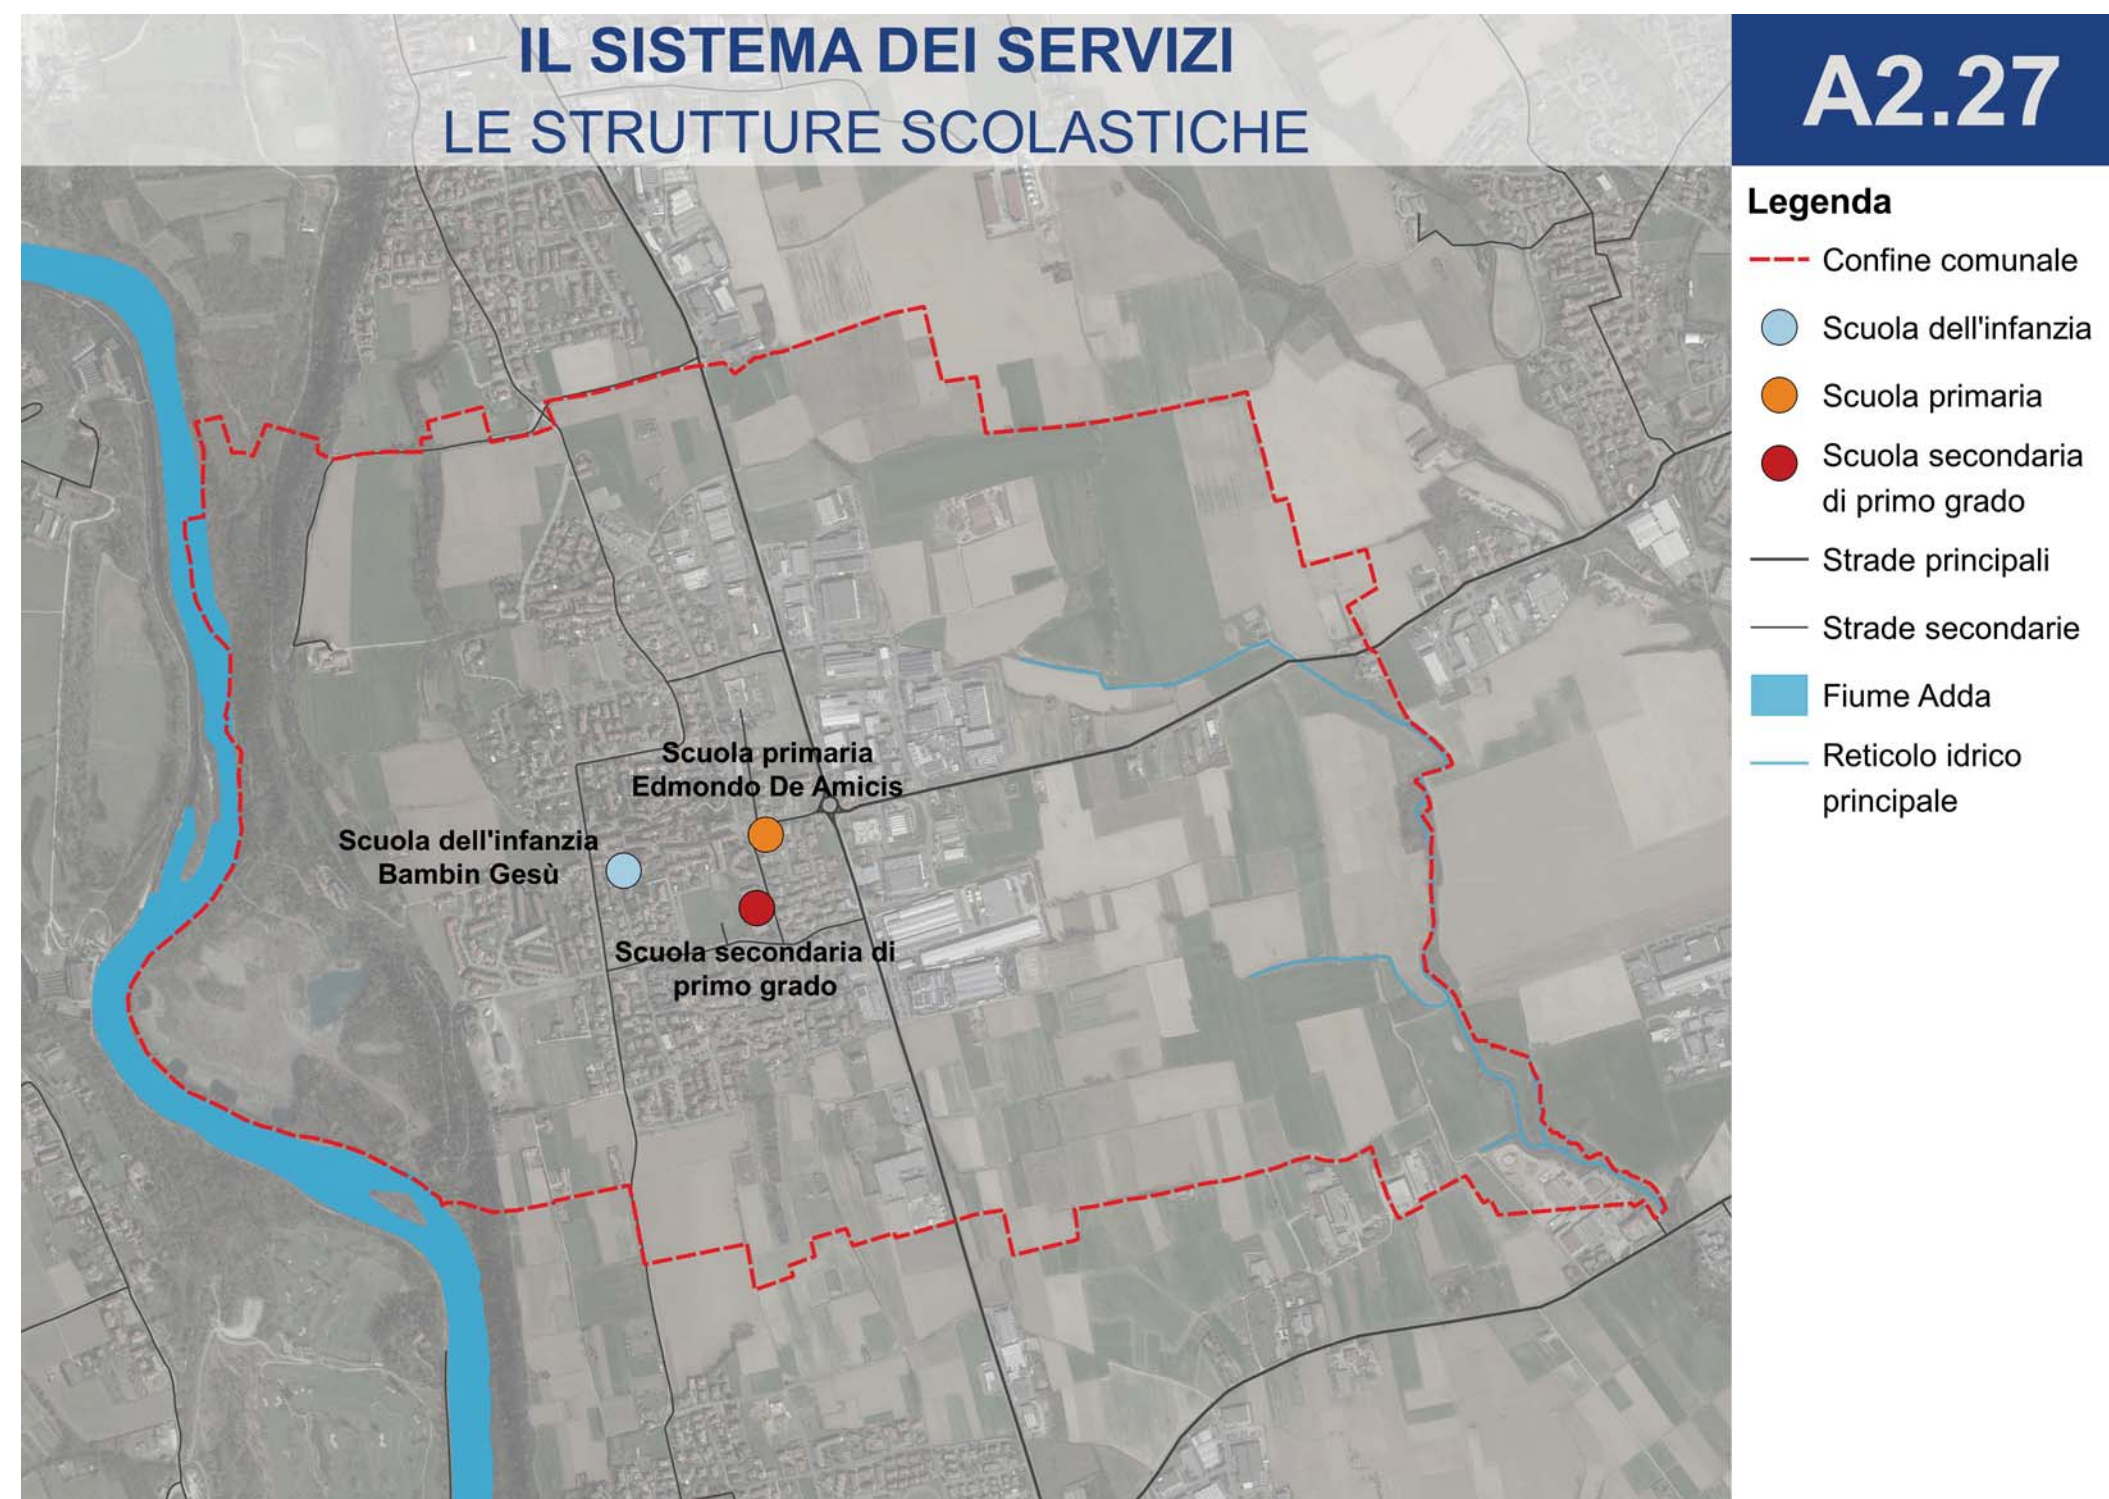 IL SISTEMA DEI SERVIZI
LE STRUTTURE SCOLASTICHE
A2.27
Legenda
Confine comunale
Scuola dell'infanzia
Scuola primaria
Scuola secondaria
di primo grado
Strade principali
Strade secondarie
Fiume Adda
Reticolo idrico
principale
Scuola primaria
Edmondo De Amicis
Scuola dell'infanzia
Bambin Gesù
Scuola secondaria di
primo grado